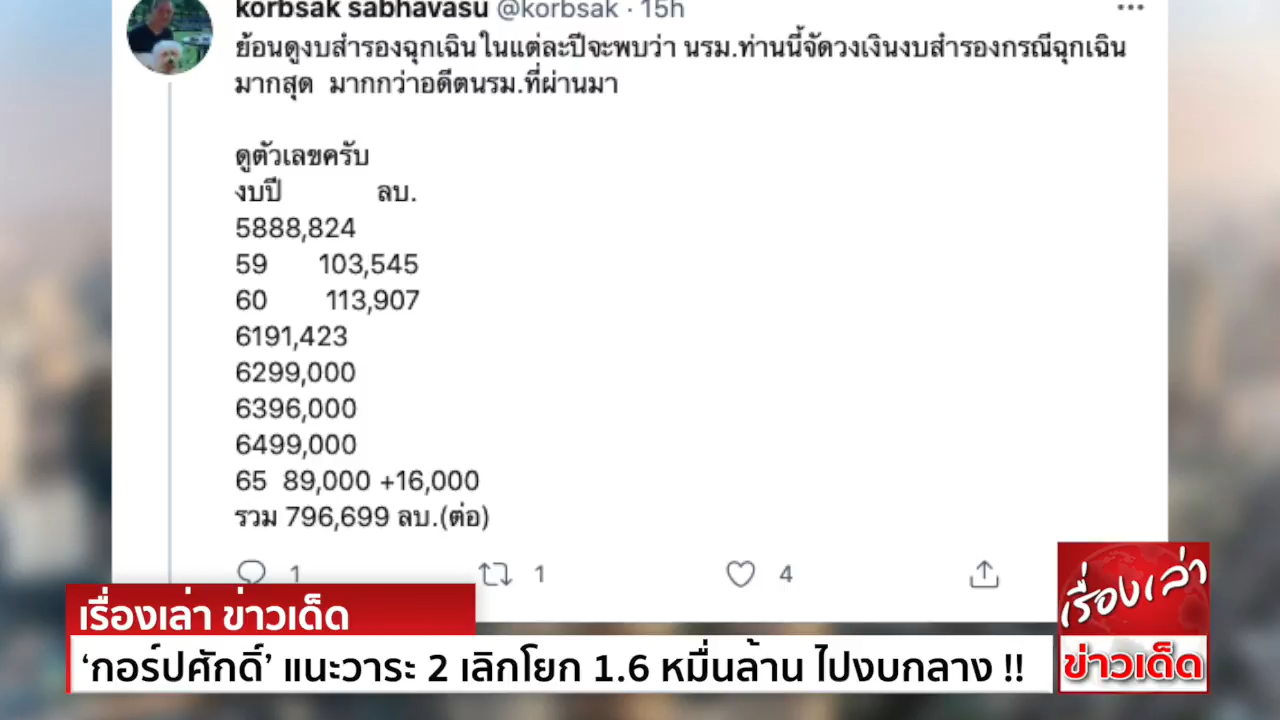 korbsak sabhavasu @korbsak · 15h
ย้อนดูงบสำรองฉุกเฉิน ในแต่ละปีจะพบว่า นรม.ท่านนี้จัดวงเงินงบสำรองกรณีฉุกเฉิน
มากสุด มากกว่าอดีตนรม.ที่ผ่านมา
ดูตัวเลขครับ
งบปี ลบ.
5888,824
59 103,545
60 113,907
6191,423
6299,000
6396,000
6499,000
65 89,000 +16,000
รวม 796,699 ลบ.(ต่อ)
1 1 4
เรื่องเล่า ข่าวเด็ด
‘กอร์ปศักดิ์’ แนะวาระ 2 เลิกโยก 1.6 หมื่นล้าน ไปงบกลาง !!
เรื่องเล่า
ข่าวเด็ด